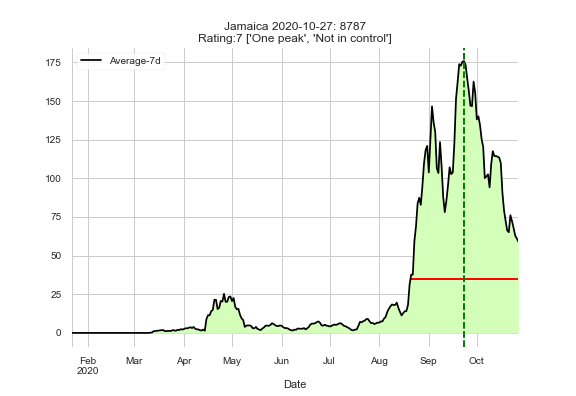 Jamaica 2020-10-27: 8787
Rating:7 ['One peak', 'Not in control']
Average-7d
175
150
125
100
75
50
25
0
Feb Mar Apr May Jun Jul Aug Sep Oct
2020
Date